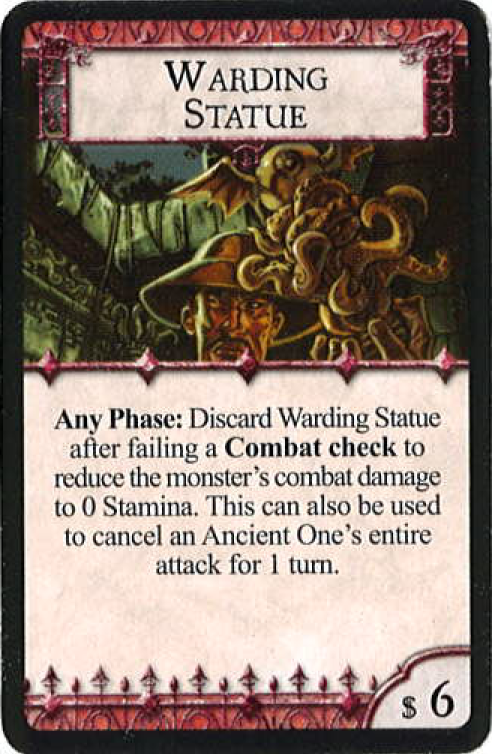 WARDING
STATUE
Any Phase: Discard Warding Statue
after failing a Combat check to
reduce the monster's combat damage
to 0 Stamina. This can also be used
to cancel an Ancient One's entire
attack for 1 turn.
$ 6